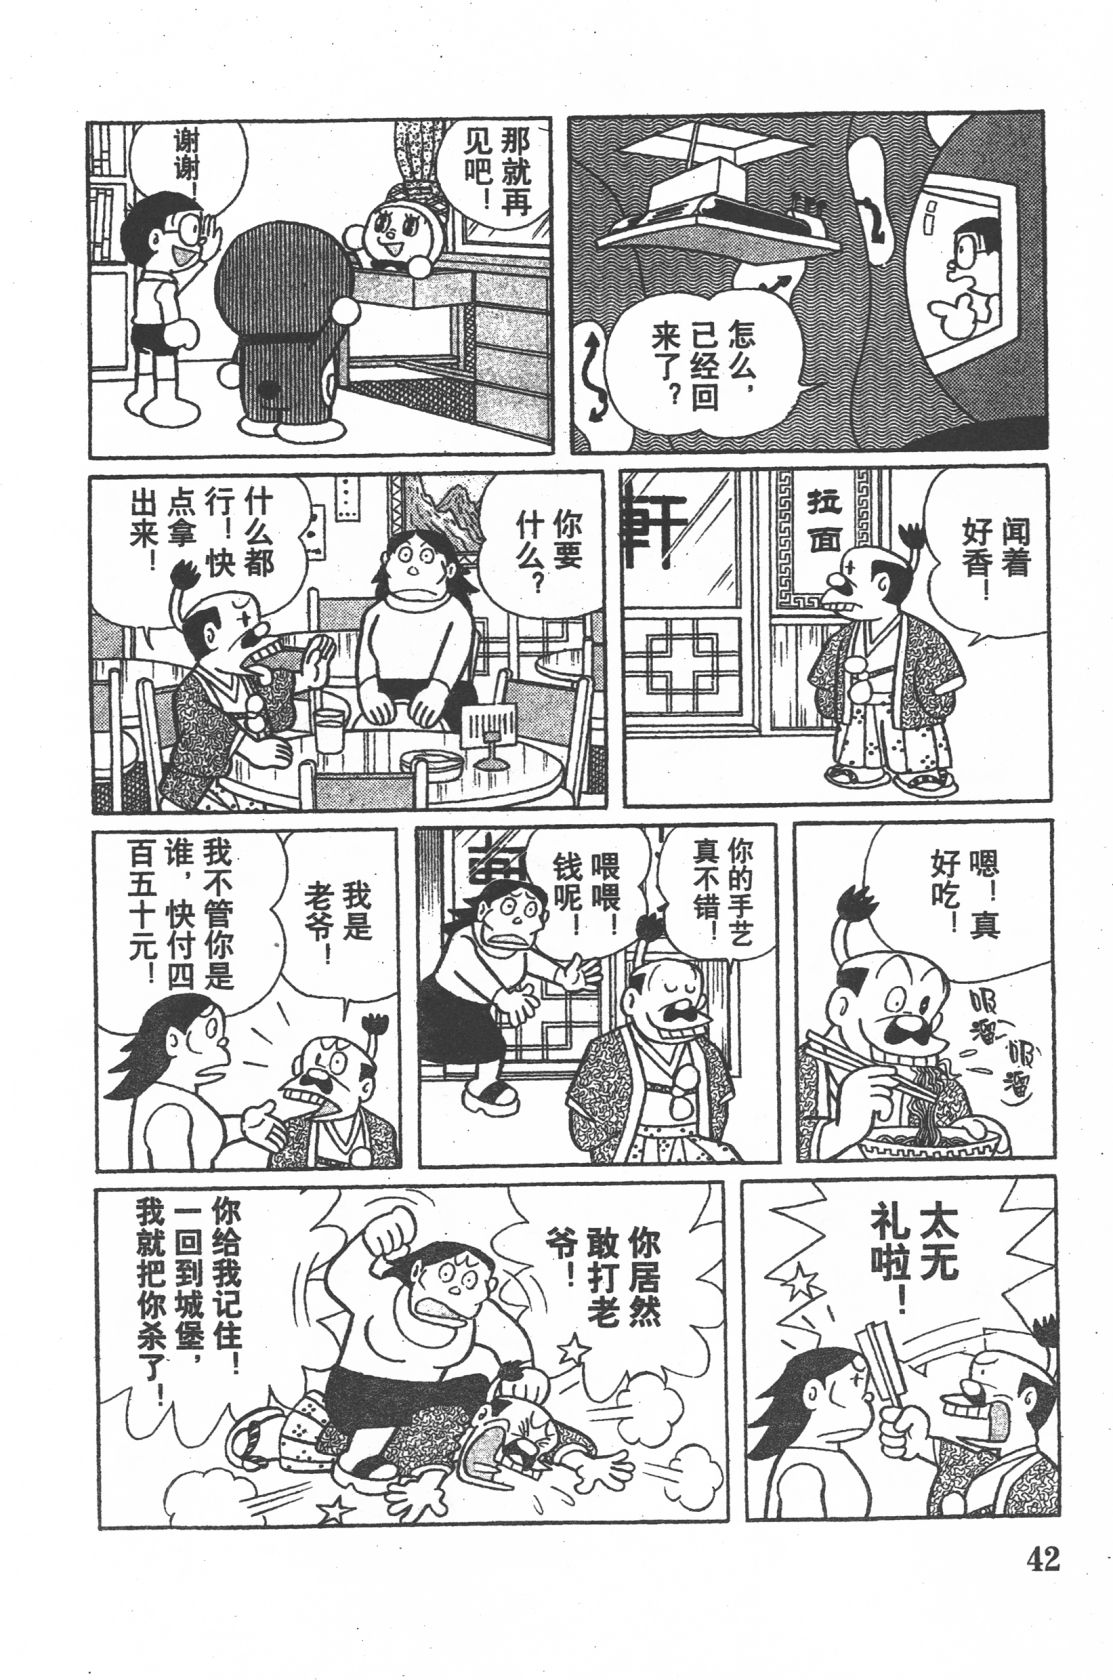 怎么，
已经回
来了？
那就再
见吧！
谢
谢！
拉
面
軒
闻着
好香！
你要
什么？
什么都
行！快
点拿
出来！
嗯！真
好吃！
你的手艺
真不错！
喂喂！
钱呢！
我是
老爷！
我不管你是
谁，快付四
百五十元！
太无
礼啦！
你居然
敢打老
爷！
你给我记住！
一回到城堡，
我就把你杀了！
42